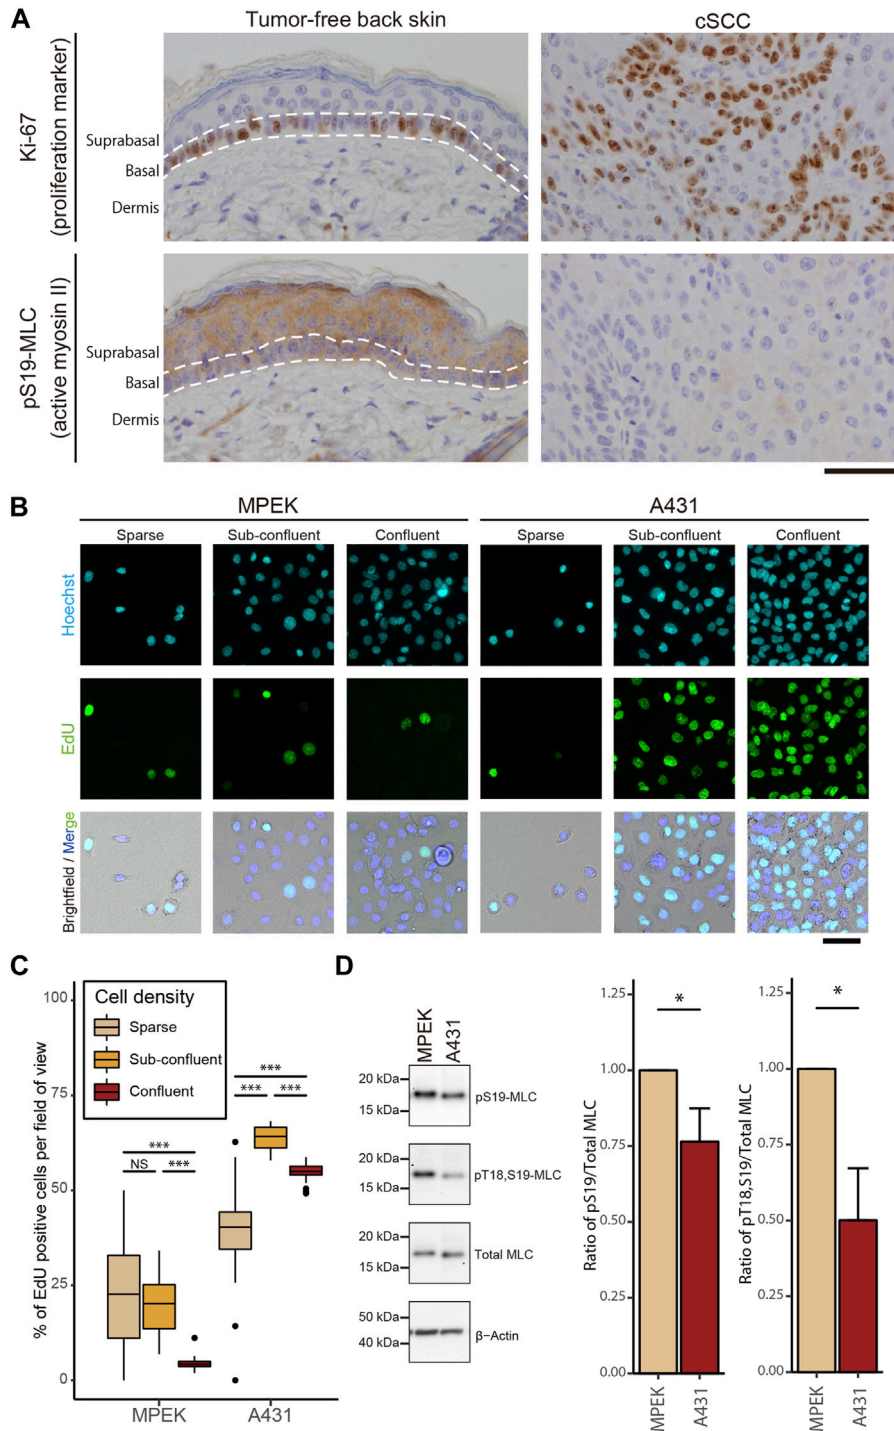 A
Tumor-free back skin
cSCC
Ki-67
(proliferation marker)
Suprabasal
Basal
Dermis
pS19-MLC
(active myosin II)
Suprabasal
Basal
Dermis
B
MPEK
A431
Sparse
Sub-confluent
Confluent
Sparse
Sub-confluent
Confluent
Hoechst
EdU
Brightfield / Merge
C
% of EdU positive cells per field of view
100
75
50
25
0
Cell density
Sparse
Sub-confluent
Confluent
***
NS
***
***
***
***
MPEK
A431
D
MPEK
A431
20 kDa
15 kDa
pS19-MLC
20 kDa
15 kDa
pT18,S19-MLC
20 kDa
15 kDa
Total MLC
50 kDa
40 kDa
β-Actin
Ratio of pS19/Total MLC
1.25
1.00
0.75
0.50
0.25
0.00
*
MPEK
A431
Ratio of pT18,S19/Total MLC
1.25
1.00
0.75
0.50
0.25
0.00
*
MPEK
A431